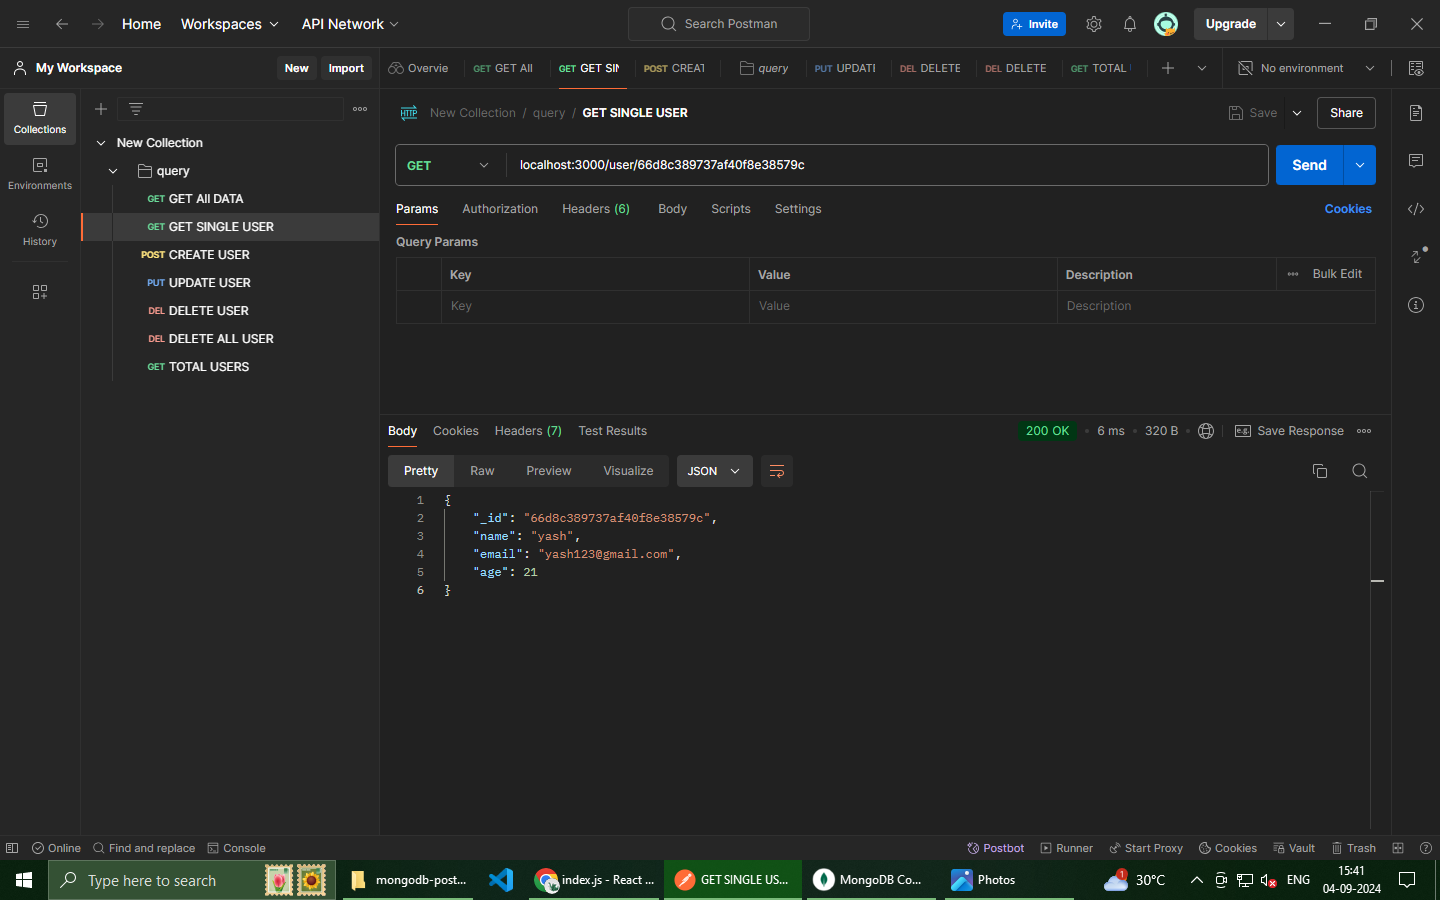 Home Workspaces API Network Search Postman Invite Upgrade
My Workspace New Import Overvie GET GET All GET GET SIN POST CREAT query PUT UPDATI DEL DELETE DEL DELETE GET TOTAL No environment
Collections
Environments
History
New Collection
query
GET GET All DATA
GET GET SINGLE USER
POST CREATE USER
PUT UPDATE USER
DEL DELETE USER
DEL DELETE ALL USER
GET TOTAL USERS
HTTP New Collection / query / GET SINGLE USER Save Share
GET localhost:3000/user/66d8c389737af40f8e38579c Send
Params Authorization Headers (6) Body Scripts Settings Cookies
Query Params
Key Value Description Bulk Edit
Key Value Description
Body Cookies Headers (7) Test Results 200 OK 6 ms 320 B e.g. Save Response
Pretty Raw Preview Visualize JSON
1 {
2 "_id": "66d8c389737af40f8e38579c",
3 "name": "yash",
4 "email": "yash123@gmail.com",
5 "age": 21
6 }
Online Find and replace Console Postbot Runner Start Proxy Cookies Vault Trash
Type here to search mongodb-post... index.js - React ... GET SINGLE US... MongoDB Co... Photos 1 30°C ENG 15:41
04-09-2024